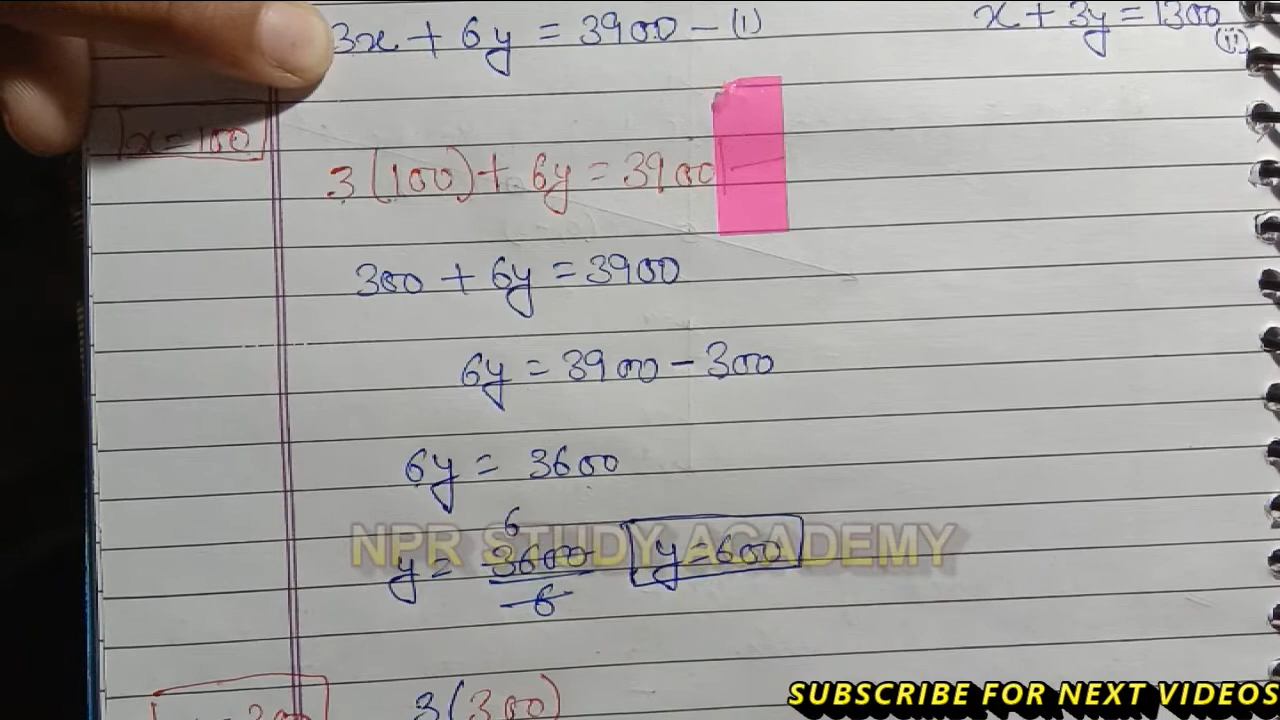 3x + 6y = 3900 - (i)
x + 3y = 1300
(ii)
x = 100
3(100) + 6y = 3900
300 + 6y = 3900
6y = 3900 - 300
6y = 3600
6
y = 3600/6 y = 600
NPR STUDY ACADEMY
3(300)
SUBSCRIBE FOR NEXT VIDEOS